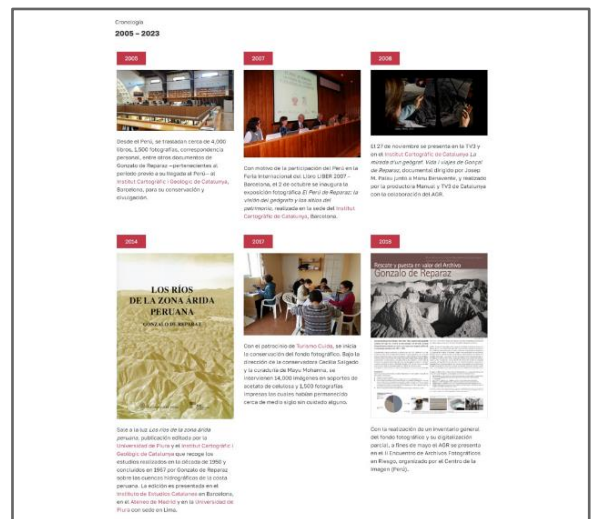 Cronología
2005 – 2023
2005
Desde el Perú, se trasladan cerca de 4,000
libros, 1,500 fotografías, correspondencia
personal, entre otros documentos de
Gonzalo de Reparaz —pertenecientes al
periodo previo a su llegada al Perú— al
Institut Cartogràfic i Geològic de Catalunya,
Barcelona, para su conservación y
divulgación.
2007
Con motivo de la participación del Perú en la
Feria Internacional del Libro LIBER 2007 –
Barcelona, el 2 de octubre se inaugura la
exposición fotográfica El Perú de Reparaz: la
visión del geógrafo y los sitios del
patrimonio, realizada en la sede del Institut
Cartogràfic de Catalunya, Barcelona.
2008
El 27 de noviembre se presenta en la TV3 y
en el Institut Cartogràfic de Catalunya La
mirada d'un geògraf. Vida i viajes de Gonçal
de Reparaz, documental dirigido por Josep
M. junto a Manu Benavente, y realizado
por la productora Manual y TV3 de Catalunya
con la colaboración del AGR.
2014
LOS RÍOS
DE LA ZONA ÁRIDA
PERUANA
GONZALO DE REPARAZ
Sale a la luz Los ríos de la zona árida
peruana, publicación editada por la
Universidad de Piura y el Institut Cartogràfic i
Geològic de Catalunya que recoge los
estudios realizados en la década de 1950 y
concluidos en 1957 por Gonzalo de Reparaz
sobre las cuencas hidrográficas de la costa
peruana. La edición es presentada en el
Instituto de Estudios Catalanes en Barcelona,
en el Ateneo de Madrid y en la Universidad de
Piura con sede en Lima.
2017
Con el patrocinio de Turismo Cuida, se inicia
la conservación del fondo fotográfico. Bajo la
dirección de la conservadora Cecilia Salgado
y la curaduría de Mayu Mohanna, se
intervienen 14,000 imágenes en soportes de
acetato de celulosa y 1,500 fotografías
impresas los cuales habían permanecido
cerca de medio siglo sin cuidado alguno.
2018
Rescate y puesta en valor del Archivo
Gonzalo de Reparaz
Con la realización de un inventario general
del fondo fotográfico y su digitalización
parcial, a fines de mayo el AGR se presenta
en el II Encuentro de Archivos Fotográficos
en Riesgo, organizado por el Centro de la
Imagen (Perú).